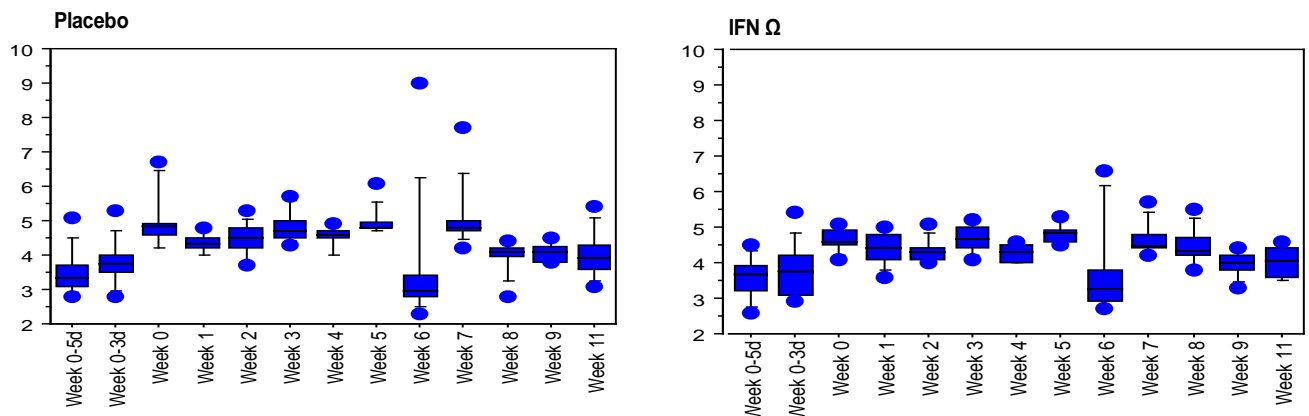 Placebo
10
9
8
7
6
5
4
3
2
Week 0-5d
Week 0-3d
Week 0
Week 1
Week 2
Week 3
Week 4
Week 5
Week 6
Week 7
Week 8
Week 9
Week 11
IFN Ω
10
9
8
7
6
5
4
3
2
Week 0-5d
Week 0-3d
Week 0
Week 1
Week 2
Week 3
Week 4
Week 5
Week 6
Week 7
Week 8
Week 9
Week 11